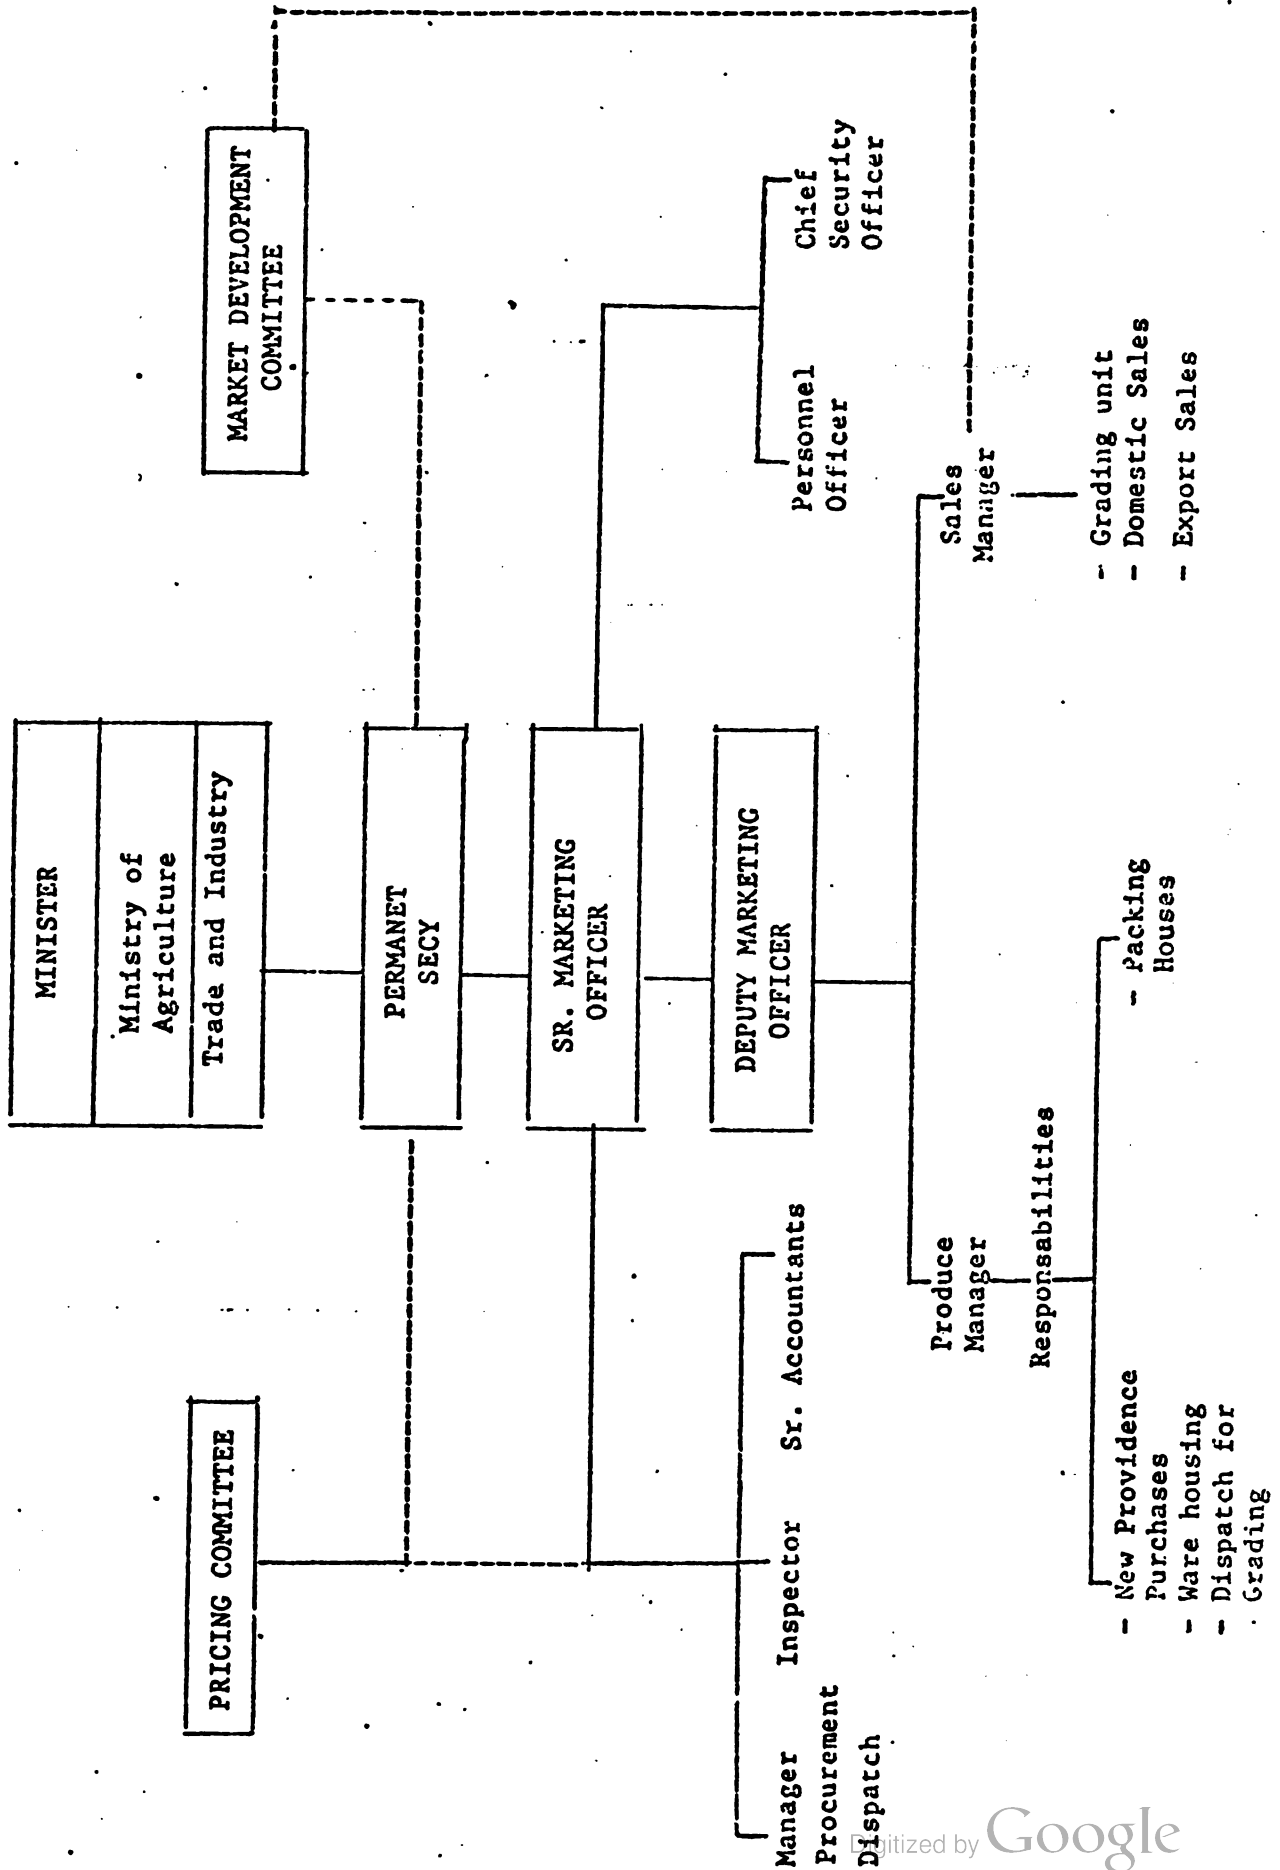 MINISTER
Ministry of
Agriculture
Trade and Industry
PRICING COMMITTEE
MARKET DEVELOPMENT
COMMITTEE
PERMANET
SECY
SR. MARKETING
OFFICER
DEPUTY MARKETING
OFFICER
Manager
Procurement
Dispatch
Inspector
Sr. Accountants
Personnel
Officer
Chief
Security
Officer
Produce
Manager
Sales
Manager
Responsabilities
- New Providence
Purchases
- Ware housing
- Dispatch for
Grading
- Packing
Houses
- Grading unit
- Domestic Sales
- Export Sales
Digitized by Google